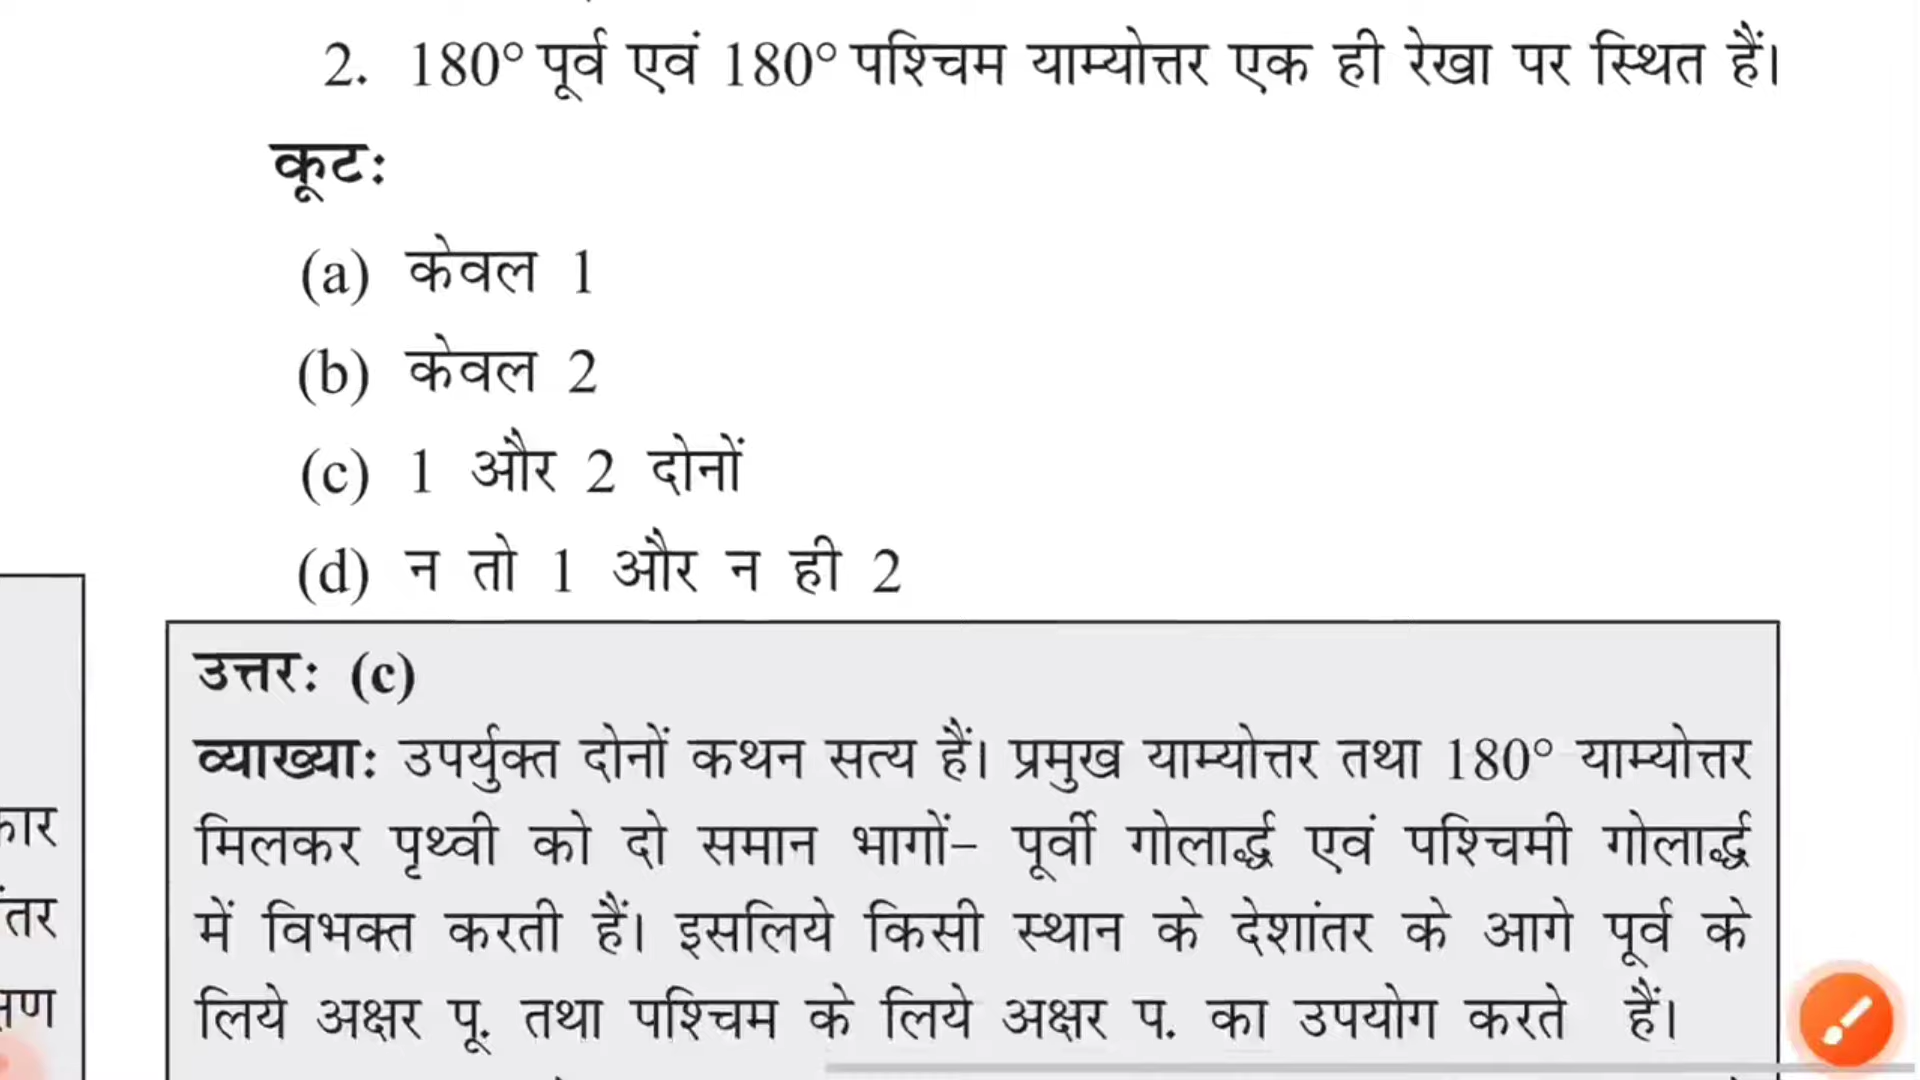 2. 180° पूर्व एवं 180° पश्चिम याम्योत्तर एक ही रेखा पर स्थित हैं।
कूटः
(a) केवल 1
(b) केवल 2
(c) 1 और 2 दोनों
(d) न तो 1 और न ही 2
उत्तरः (c)
व्याख्याः उपर्युक्त दोनों कथन सत्य हैं। प्रमुख याम्योत्तर तथा 180° याम्योत्तर
मिलकर पृथ्वी को दो समान भागों– पूर्वी गोलार्द्ध एवं पश्चिमी गोलार्द्ध
में विभक्त करती हैं। इसलिये किसी स्थान के देशांतर के आगे पूर्व के
लिये अक्षर पू. तथा पश्चिम के लिये अक्षर प. का उपयोग करते हैं।